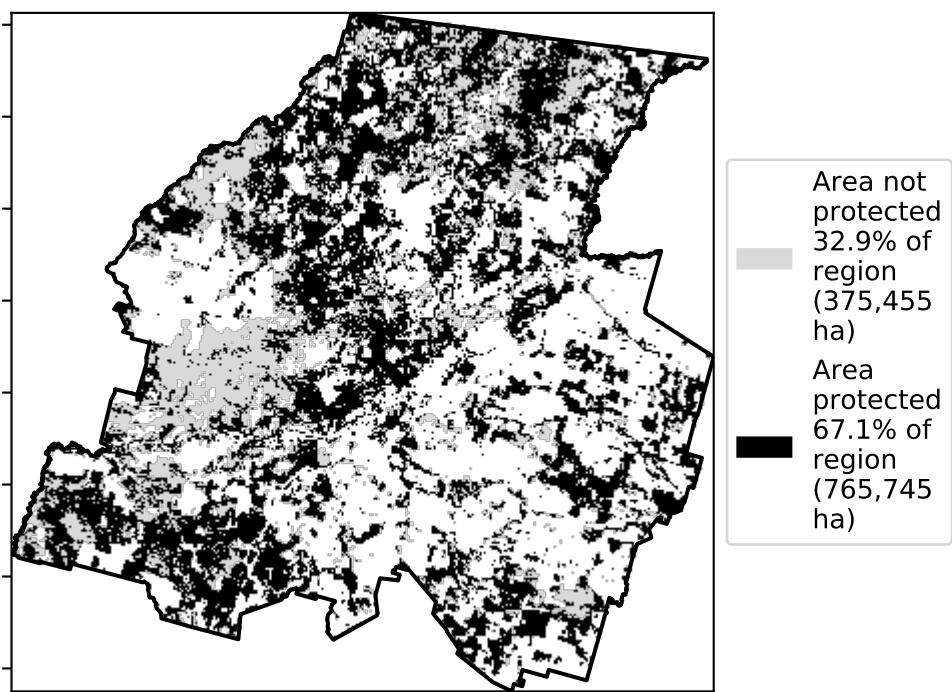 Area not
protected
32.9% of
region
(375,455
ha)
Area
protected
67.1% of
region
(765,745
ha)